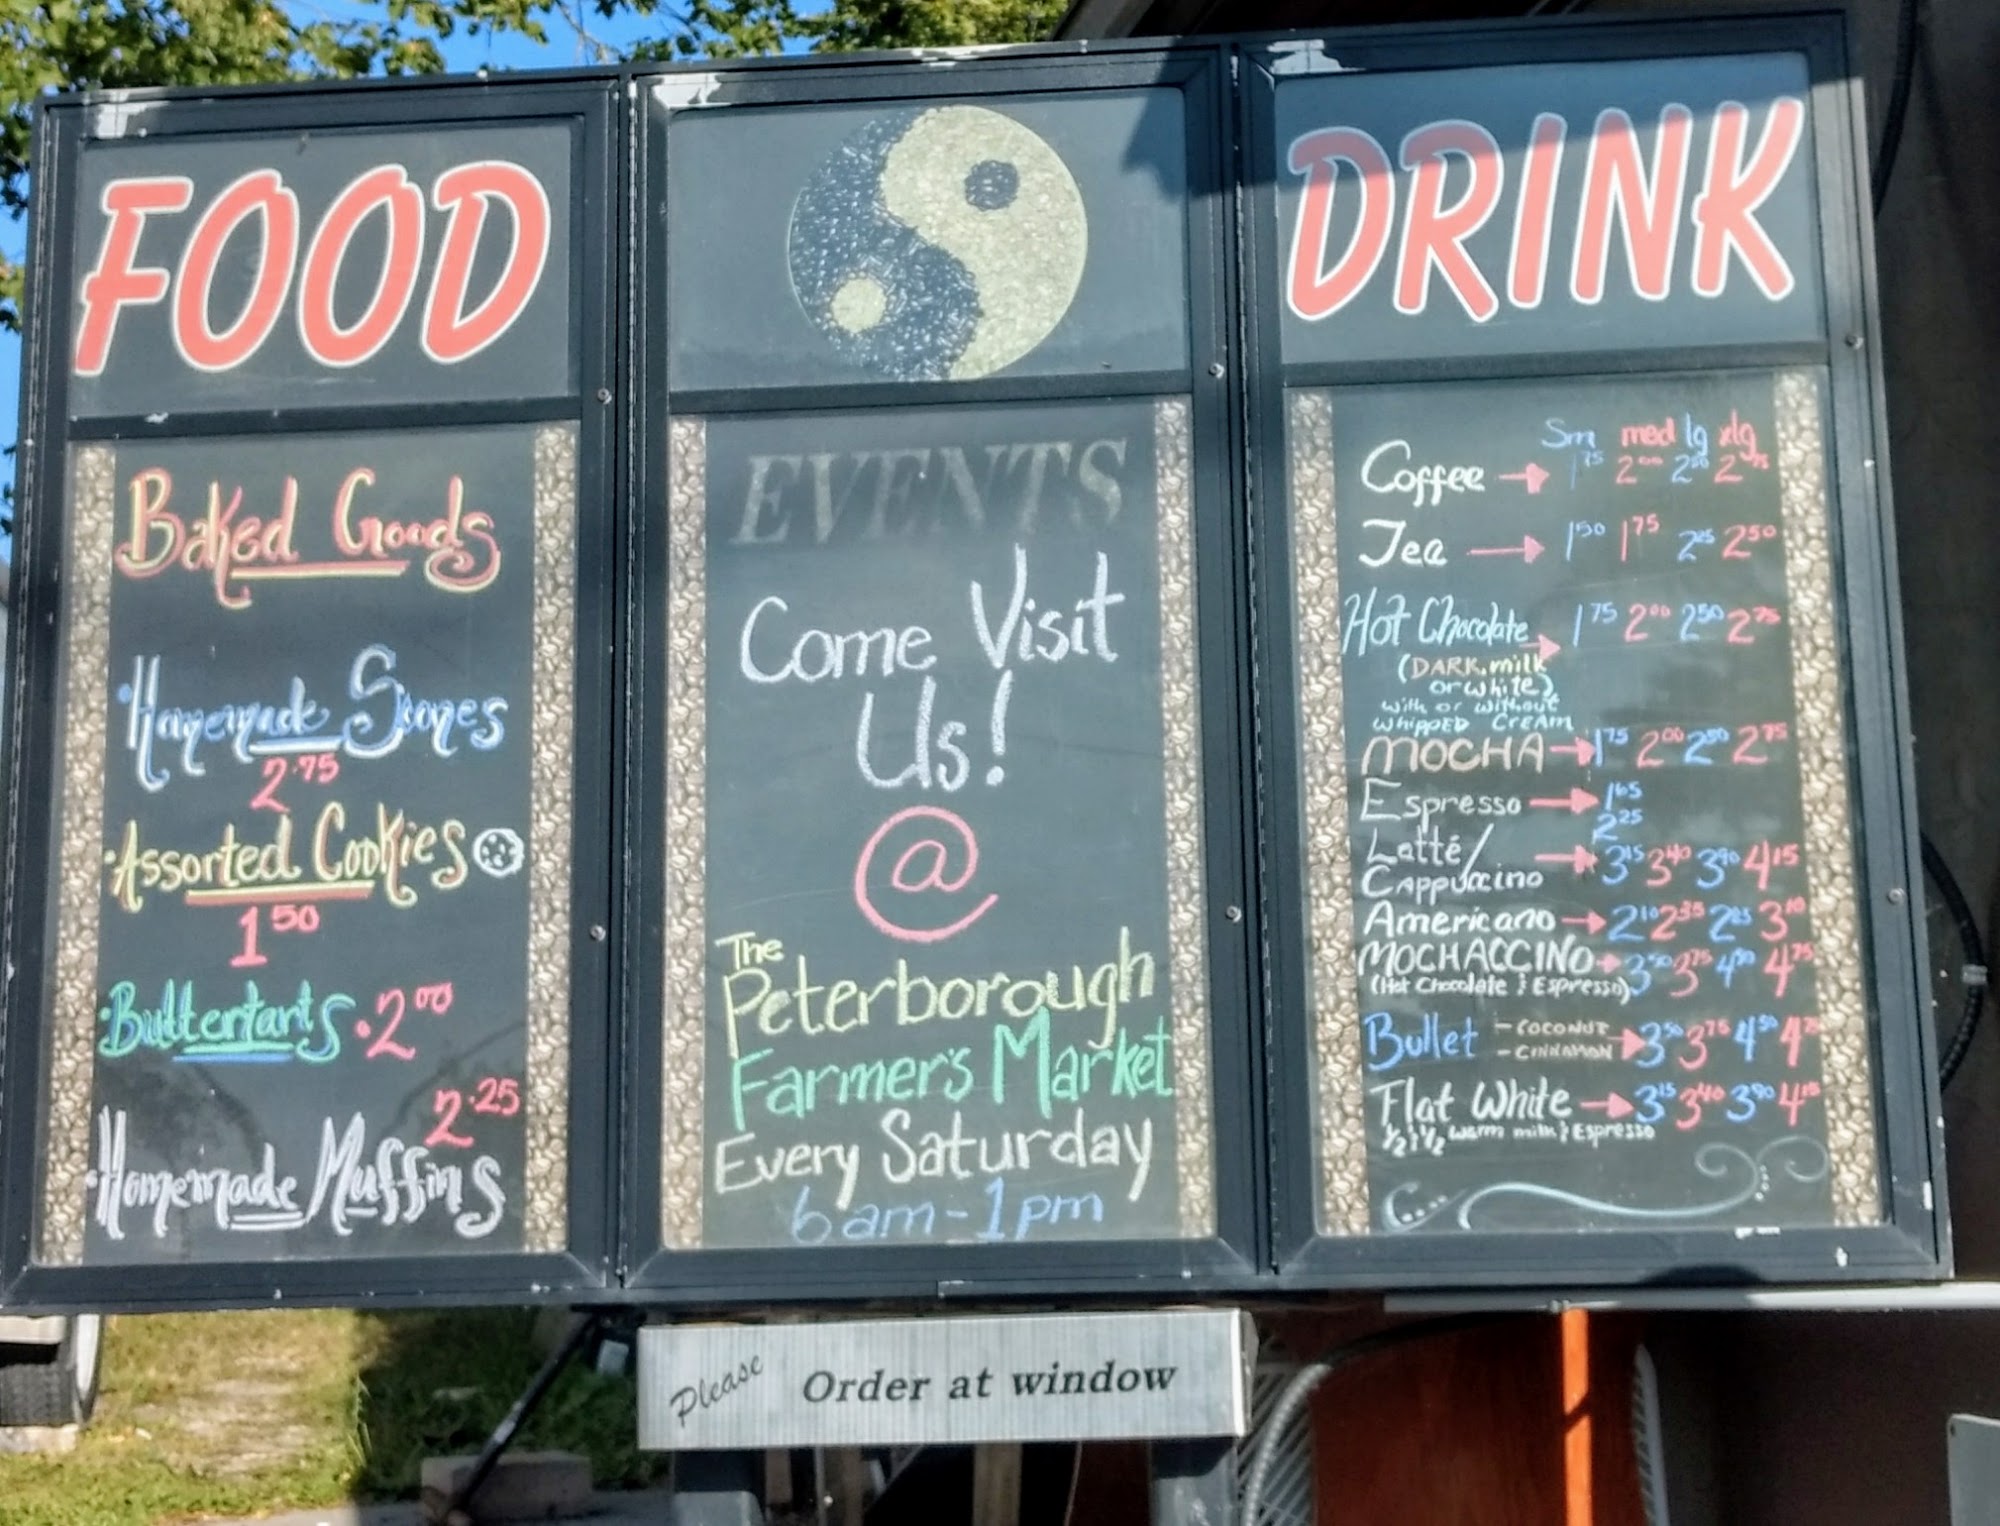 FOOD
Baked Goods
• Homemade Scones
2.75
• Assorted Cookies
1 50
• Buttertarts • 2 00
2.25
• Homemade Muffins
EVENTS
Come Visit
Us!
@
The
Peterborough
Farmer's Market
Every Saturday
6am-1pm
DRINK
Sm med lg xlg
Coffee → 1 75 2 00 2 50 2 75
Tea → 1 50 1 75 2 25 2 50
Hot Chocolate → 1 75 2 00 2 50 2 75
(DARK, milk
or white)
with or without
WHIPPED CREAM
MOCHA → 1 75 2 00 2 50 2 75
Espresso → 1 65
2 25
Latté/
Cappuccino → 3 15 3 40 3 90 4 15
Americano → 2 10 2 35 2 85 3 10
MOCHACCINO → 3 50 3 75 4 50 4 75
(Hot Chocolate & Espresso)
Bullet - COCONUT
- CINNAMON → 3 50 3 75 4 50 4 75
Flat White → 3 15 3 40 3 90 4 15
1/2 & 1/2 warm milk & Espresso
Please Order at window